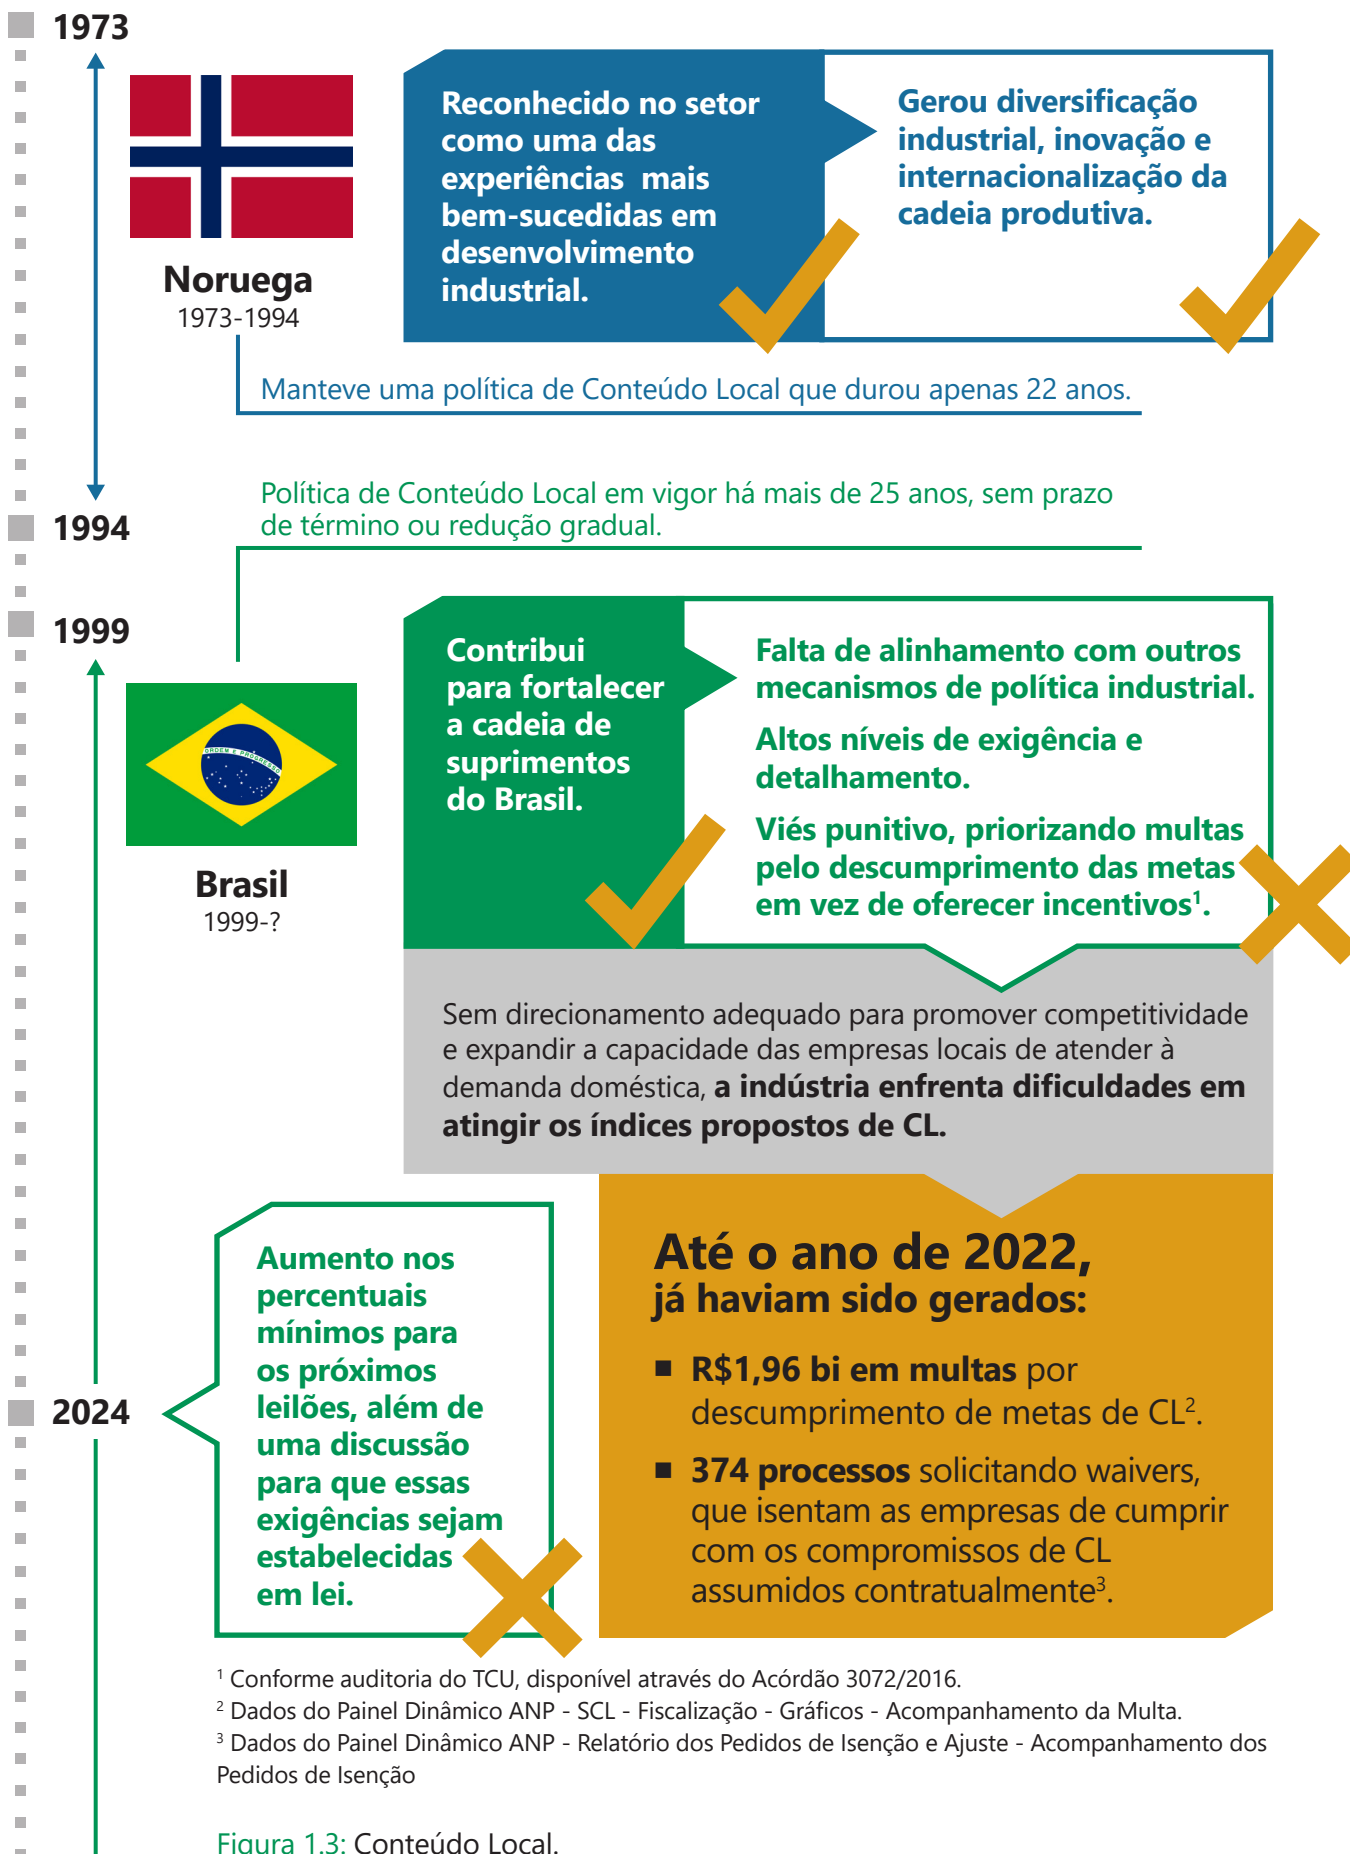 1973
Noruega
1973-1994
Reconhecido no setor
como uma das
experiências mais
bem-sucedidas em
desenvolvimento
industrial.
Gerou diversificação
industrial, inovação e
internacionalização da
cadeia produtiva.
Manteve uma política de Conteúdo Local que durou apenas 22 anos.
1994
Política de Conteúdo Local em vigor há mais de 25 anos, sem prazo
de término ou redução gradual.
1999
ORDEM E PROGRESSO
Brasil
1999-?
Contribui
para fortalecer
a cadeia de
suprimentos
do Brasil.
Falta de alinhamento com outros
mecanismos de política industrial.
Altos níveis de exigência e
detalhamento.
Viés punitivo, priorizando multas
pelo descumprimento das metas
em vez de oferecer incentivos¹.
Sem direcionamento adequado para promover competitividade
e expandir a capacidade das empresas locais de atender à
demanda doméstica, a indústria enfrenta dificuldades em
atingir os índices propostos de CL.
2024
Aumento nos
percentuais
mínimos para
os próximos
leilões, além de
uma discussão
para que essas
exigências sejam
estabelecidas
em lei.
Até o ano de 2022,
já haviam sido gerados:
■ R$1,96 bi em multas por
descumprimento de metas de CL².
■ 374 processos solicitando waivers,
que isentam as empresas de cumprir
com os compromissos de CL
assumidos contratualmente³.
¹ Conforme auditoria do TCU, disponível através do Acórdão 3072/2016.
² Dados do Painel Dinâmico ANP - SCL - Fiscalização - Gráficos - Acompanhamento da Multa.
³ Dados do Painel Dinâmico ANP - Relatório dos Pedidos de Isenção e Ajuste - Acompanhamento dos
Pedidos de Isenção
Figura 1.3: Conteúdo Local.